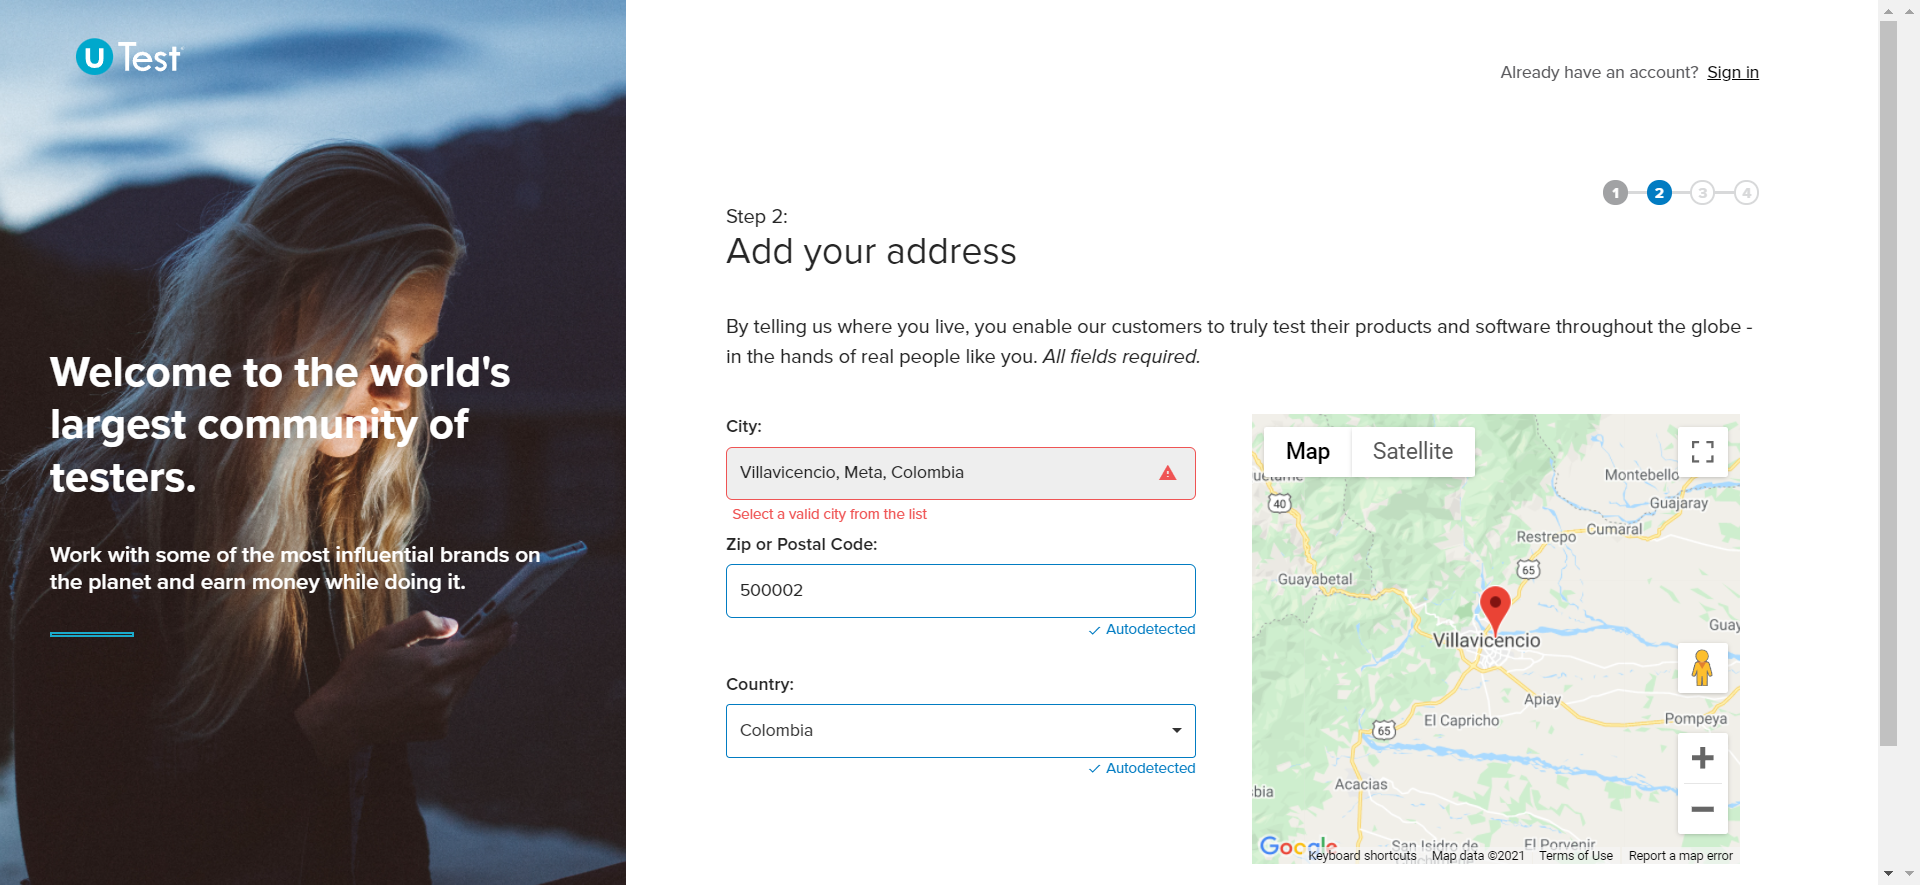 U Test
Welcome to the world's
largest community of
testers.
Work with some of the most influential brands on
the planet and earn money while doing it.
Already have an account? Sign in
1 2 3 4
Step 2:
Add your address
By telling us where you live, you enable our customers to truly test their products and software throughout the globe -
in the hands of real people like you. All fields required.
City:
Villavicencio, Meta, Colombia
Select a valid city from the list
Zip or Postal Code:
500002
Autodetected
Country:
Colombia
Autodetected
Map Satellite
Montebello
40
Guajaray
Cumaral
Restrepo
65
Guayabetal
Guay
Villavicencio
Apiay
El Capricho
Pompeya
65
Acacias
bia
San Isidro de
El Porvenir
Google
Keyboard shortcuts Map data ©2021 Terms of Use Report a map error